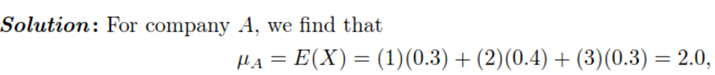 Solution: For company A, we find that
μ_A = E(X) = (1)(0.3) + (2)(0.4) + (3)(0.3) = 2.0,